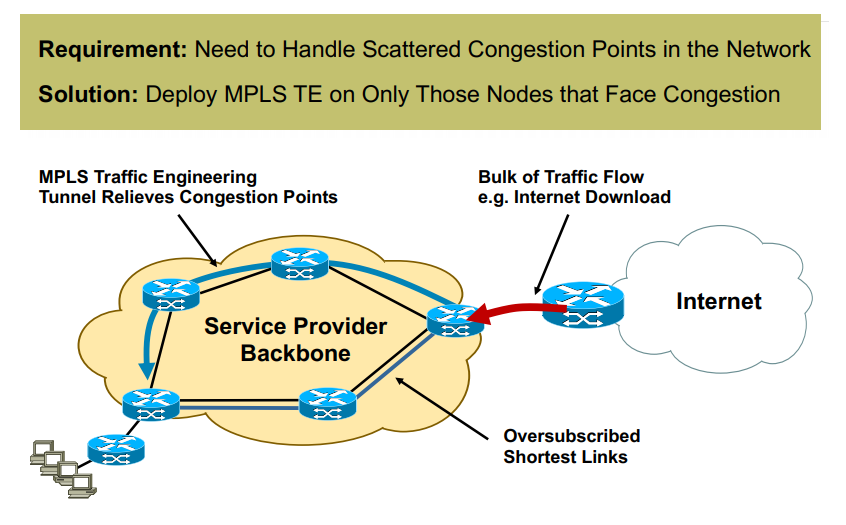 Requirement: Need to Handle Scattered Congestion Points in the Network
Solution: Deploy MPLS TE on Only Those Nodes that Face Congestion
MPLS Traffic Engineering
Tunnel Relieves Congestion Points
Bulk of Traffic Flow
e.g. Internet Download
Service Provider
Backbone
Internet
Oversubscribed
Shortest Links